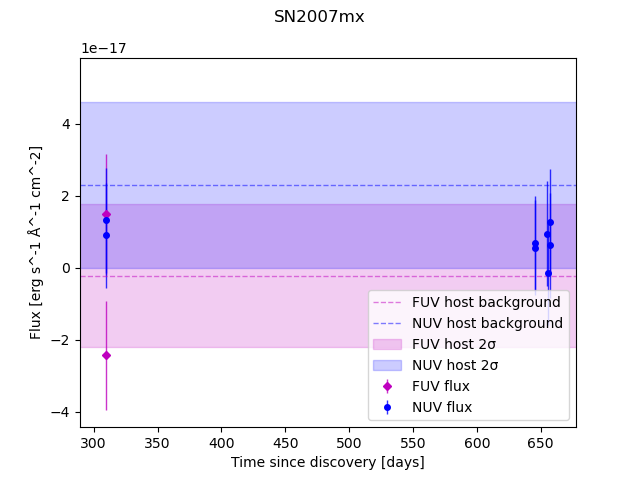 SN2007mx
1e−17
Flux [erg s^-1 Å^-1 cm^-2]
4
2
0
−2
−4
FUV host background
NUV host background
FUV host 2σ
NUV host 2σ
FUV flux
NUV flux
300 350 400 450 500 550 600 650
Time since discovery [days]